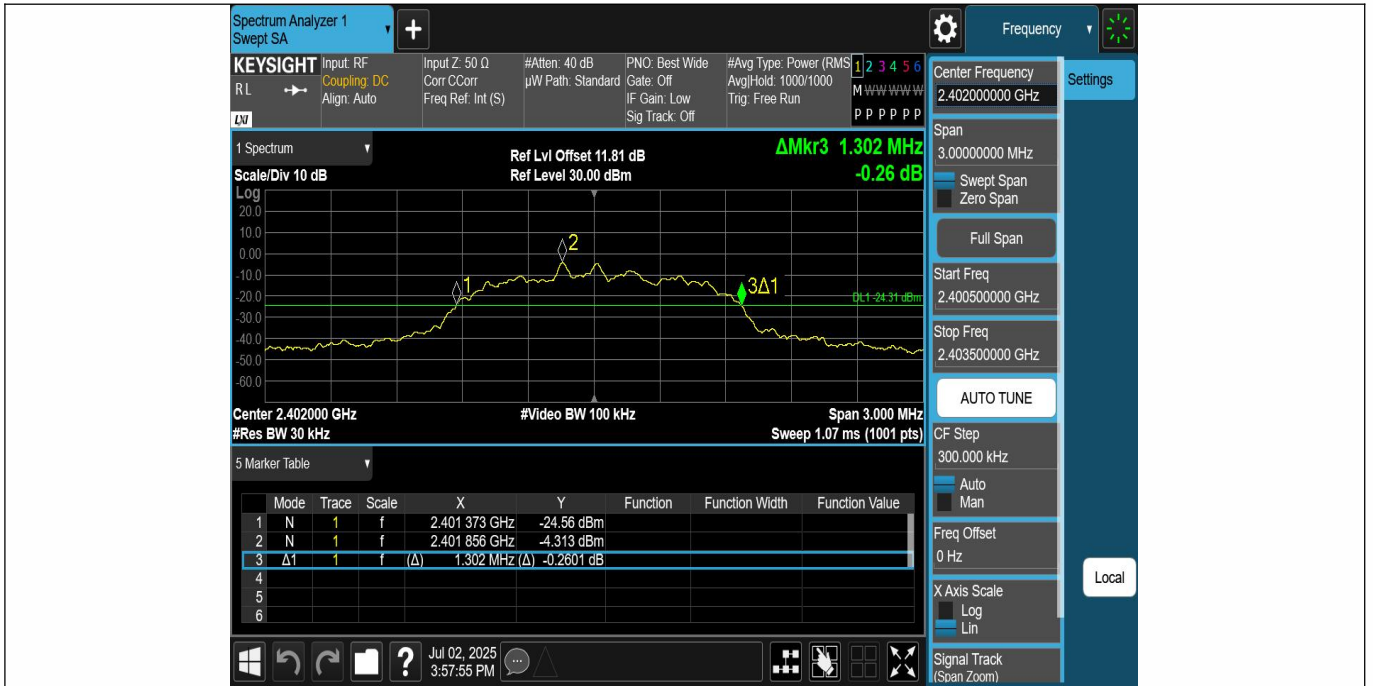 Spectrum Analyzer 1
Swept SA
+
Frequency
KEYSIGHT
RL
LXI
Input: RF
Coupling: DC
Align: Auto
Input Z: 50 Ω
Corr CCorr
Freq Ref: Int (S)
#Atten: 40 dB
µW Path: Standard
PNO: Best Wide
Gate: Off
IF Gain: Low
Sig Track: Off
#Avg Type: Power (RMS
Avg|Hold: 1000/1000
Trig: Free Run
1 2 3 4 5 6
M W W W W W
P P P P P P
Center Frequency
2.402000000 GHz
Settings
Span
3.00000000 MHz
Swept Span
Zero Span
Full Span
Start Freq
2.400500000 GHz
Stop Freq
2.403500000 GHz
AUTO TUNE
CF Step
300.000 kHz
Auto
Man
Freq Offset
0 Hz
X Axis Scale
Log
Lin
Signal Track
(Span Zoom)
Local
1 Spectrum
Scale/Div 10 dB
Ref Lvl Offset 11.81 dB
Ref Level 30.00 dBm
ΔMkr3 1.302 MHz
-0.26 dB
Log
20.0
10.0
0.00
-10.0
-20.0
-30.0
-40.0
-50.0
-60.0
1
2
3Δ1
DL1 -24.31 dBm
Center 2.402000 GHz
#Video BW 100 kHz
Span 3.000 MHz
#Res BW 30 kHz
Sweep 1.07 ms (1001 pts)
5 Marker Table
Mode Trace Scale X Y Function Function Width Function Value
1 N 1 f 2.401 373 GHz -24.56 dBm
2 N 1 f 2.401 856 GHz -4.313 dBm
3 Δ1 1 f (Δ) 1.302 MHz (Δ) -0.2601 dB
4
5
6
?
Jul 02, 2025
3:57:55 PM